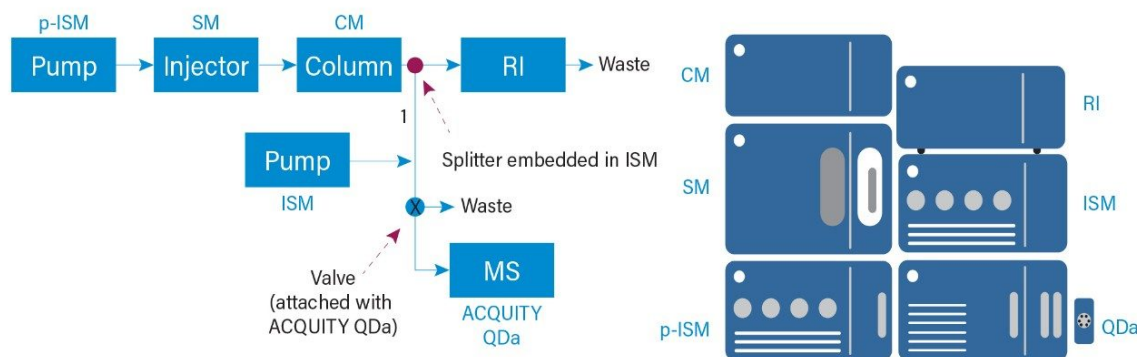 p-ISM
SM
CM
Pump
Injector
Column
RI
Waste
1
Pump
ISM
Splitter embedded in ISM
X
Waste
Valve
(attached with
ACQUITY QDa)
MS
ACQUITY
QDa
CM
RI
SM
ISM
p-ISM
QDa